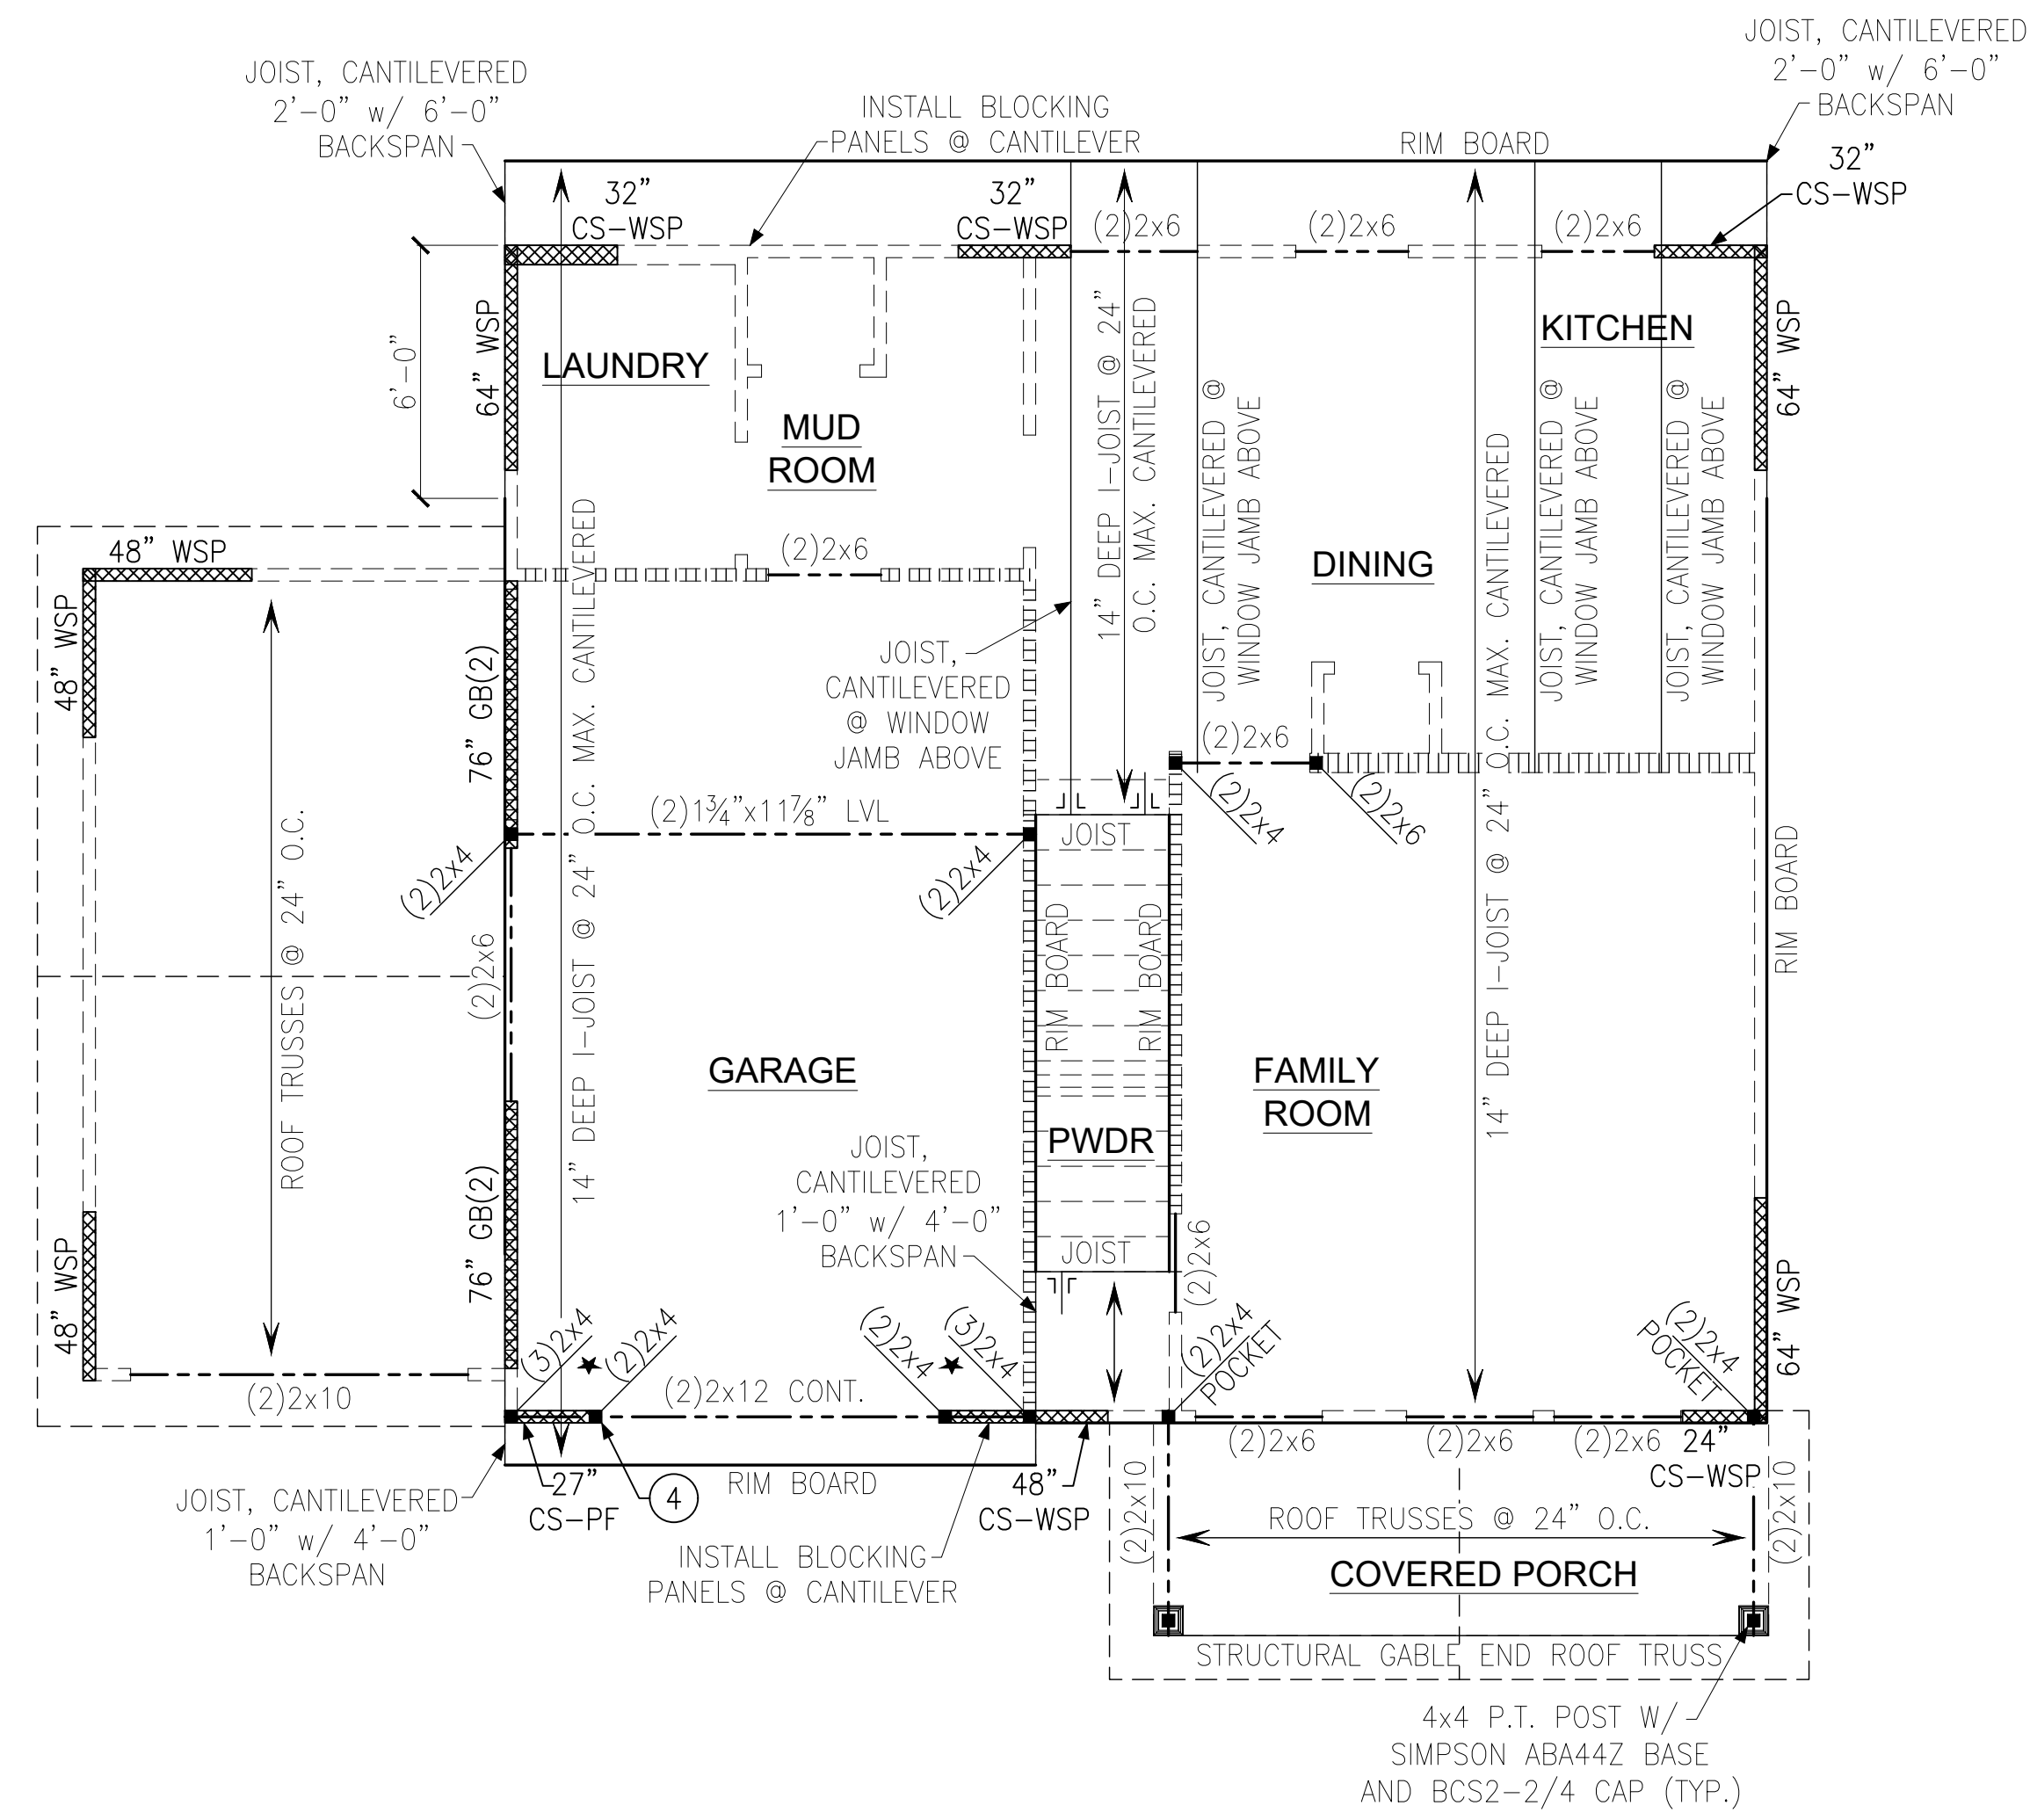 JOIST, CANTILEVERED
2'-0" w/ 6'-0"
BACKSPAN
INSTALL BLOCKING
PANELS @ CANTILEVER
RIM BOARD
JOIST, CANTILEVERED
2'-0" w/ 6'-0"
BACKSPAN
32"
CS-WSP
32"
CS-WSP
(2)2x6
(2)2x6
(2)2x6
32"
CS-WSP
6'-0"
64" WSP
LAUNDRY
MUD
ROOM
14" DEEP I-JOIST @ 24"
O.C. MAX. CANTILEVERED
KITCHEN
64" WSP
JOIST, CANTILEVERED @
WINDOW JAMB ABOVE
JOIST, CANTILEVERED @
WINDOW JAMB ABOVE
JOIST, CANTILEVERED @
WINDOW JAMB ABOVE
DINING
48" WSP
48" WSP
(2)2x6
76" GB(2)
14" DEEP I-JOIST @ 24" O.C. MAX. CANTILEVERED
JOIST,
CANTILEVERED
@ WINDOW
JAMB ABOVE
14" DEEP I-JOIST @ 24" O.C. MAX. CANTILEVERED
(2)2x6
(2)2x4
(2)2x6
(2)1¾"x11⅞" LVL
(2)2x4
(2)2x4
JOIST
RIM BOARD
RIM BOARD
RIM BOARD
ROOF TRUSSES @ 24" O.C.
(2)2x6
GARAGE
FAMILY
ROOM
PWDR
JOIST,
CANTILEVERED
1'-0" w/ 4'-0"
BACKSPAN
JOIST
(2)2x6
76" GB(2)
48" WSP
64" WSP
(2)2x10
(3)2x4
(2)2x4
(2)2x12 CONT.
(2)2x4
(3)2x4
(2)2x4
POCKET
(2)2x4
POCKET
(2)2x6
(2)2x6
(2)2x6
24"
CS-WSP
JOIST, CANTILEVERED
1'-0" w/ 4'-0"
BACKSPAN
27"
CS-PF
4
RIM BOARD
48"
CS-WSP
INSTALL BLOCKING
PANELS @ CANTILEVER
(2)2x10
(2)2x10
ROOF TRUSSES @ 24" O.C.
COVERED PORCH
STRUCTURAL GABLE END ROOF TRUSS
4x4 P.T. POST W/
SIMPSON ABA44Z BASE
AND BCS2-2/4 CAP (TYP.)